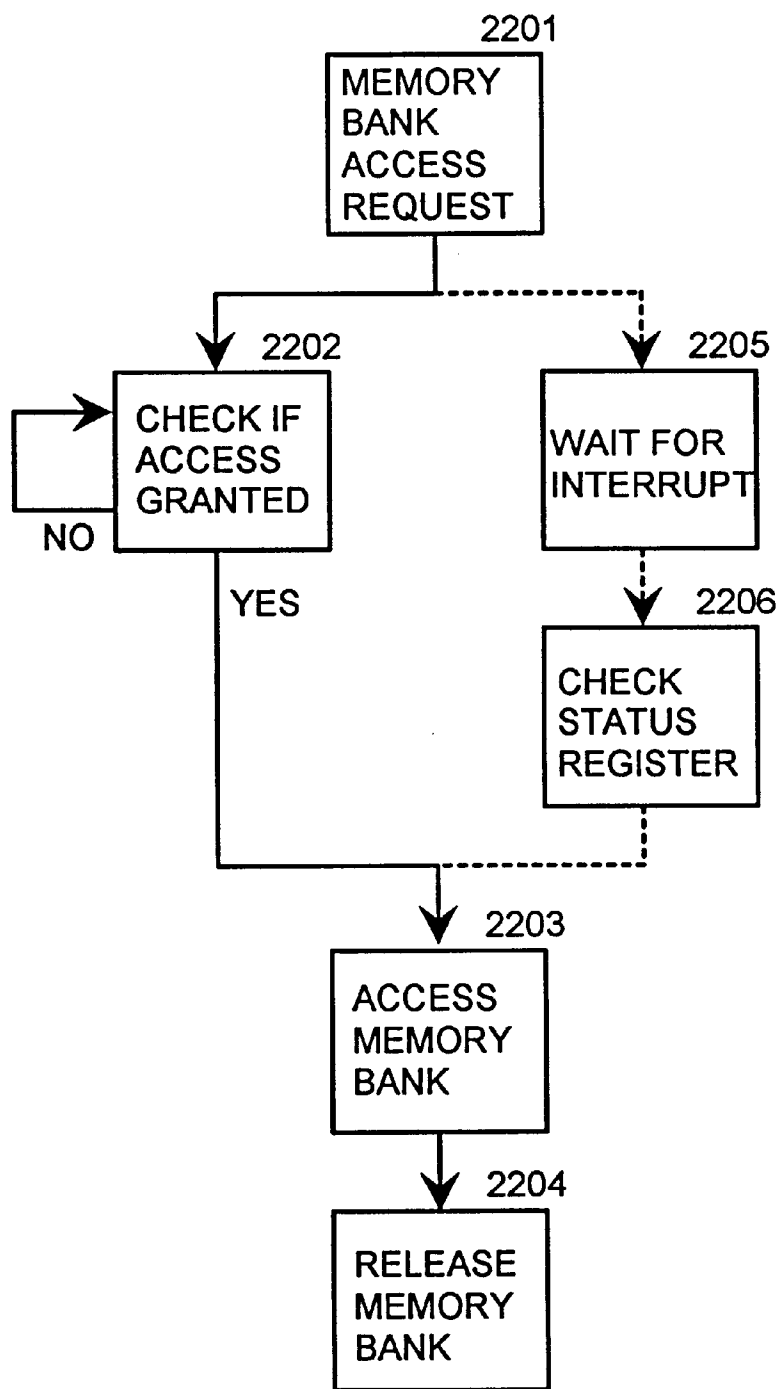 2201
MEMORY
BANK
ACCESS
REQUEST
2202
CHECK IF
ACCESS
GRANTED
NO
YES
2205
WAIT FOR
INTERRUPT
2206
CHECK
STATUS
REGISTER
2203
ACCESS
MEMORY
BANK
2204
RELEASE
MEMORY
BANK